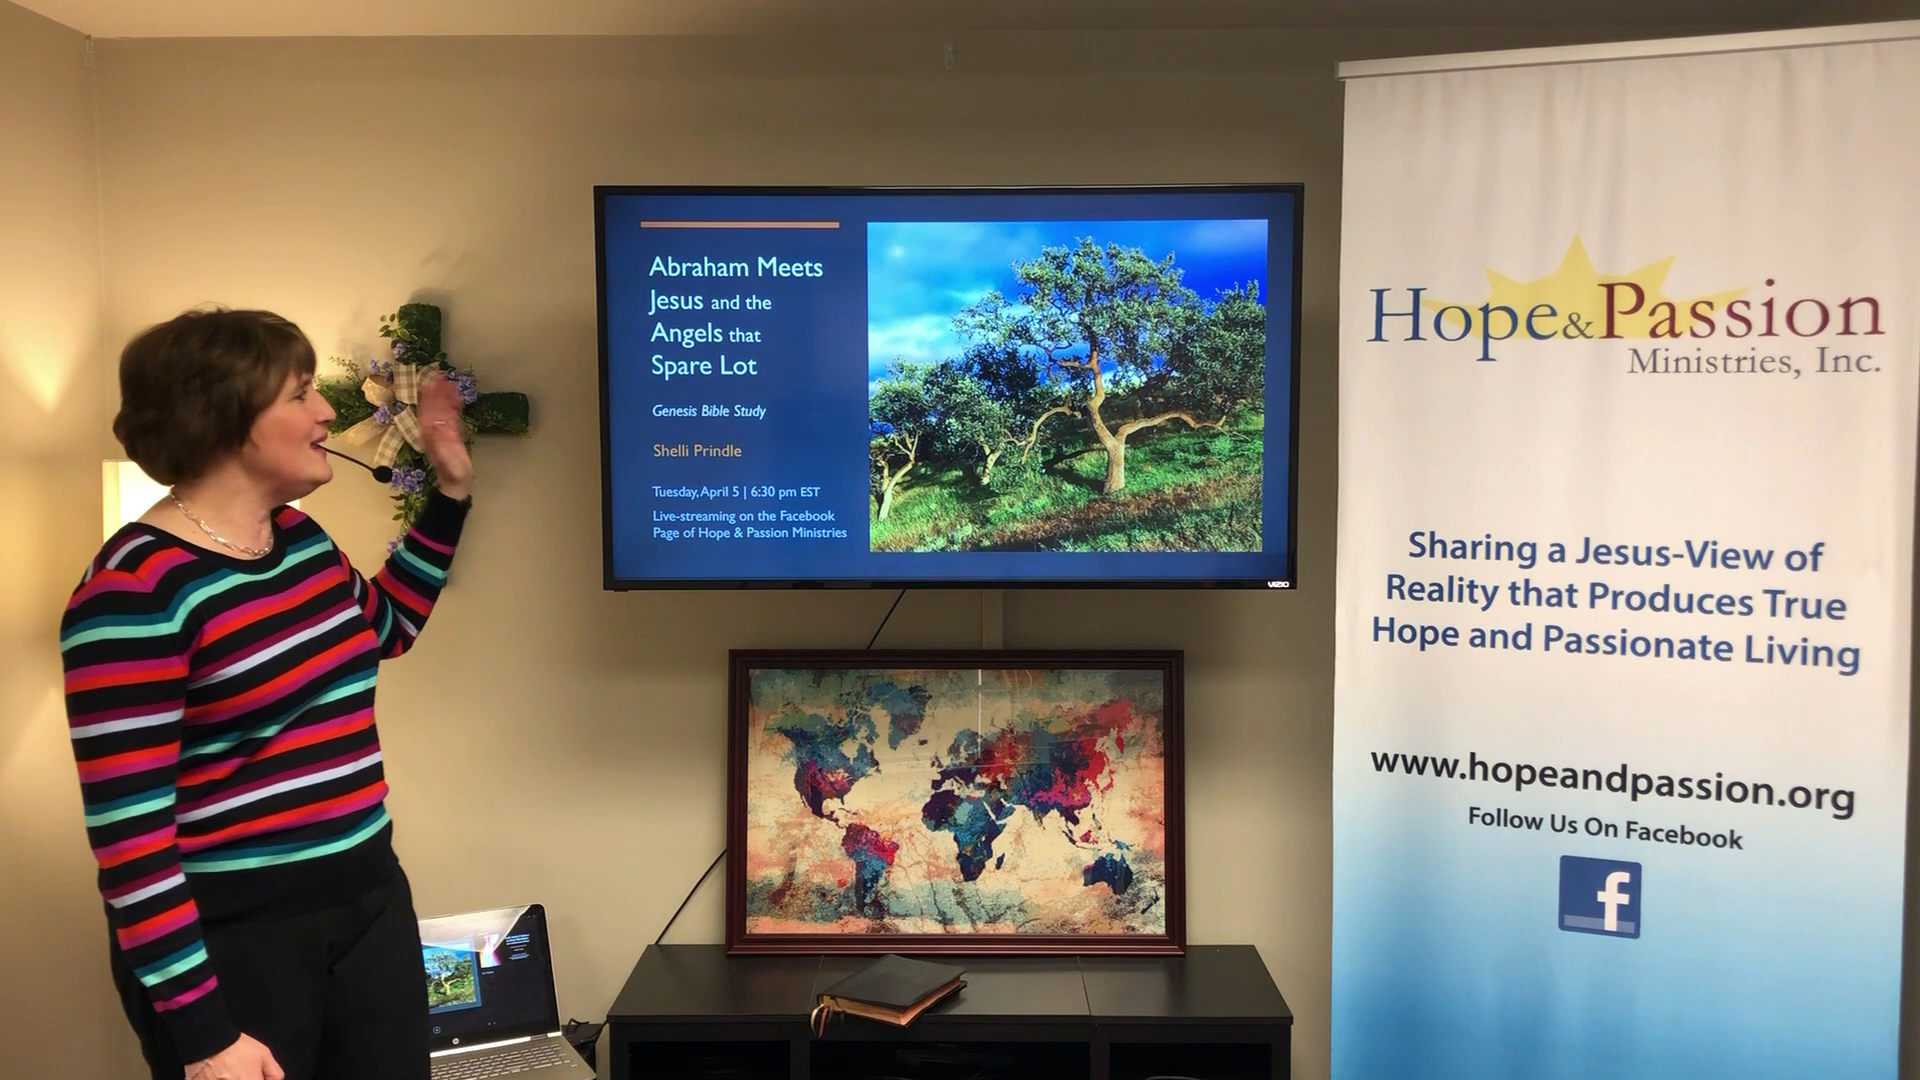 Abraham Meets
Jesus and the
Angels that
Spare Lot
Genesis Bible Study
Shelli Prindle
Tuesday, April 5 | 6:30 pm EST
Live-streaming on the Facebook
Page of Hope & Passion Ministries
VIZIO
Hope&Passion
Ministries, Inc.
Sharing a Jesus-View of
Reality that Produces True
Hope and Passionate Living
www.hopeandpassion.org
Follow Us On Facebook
f
hp